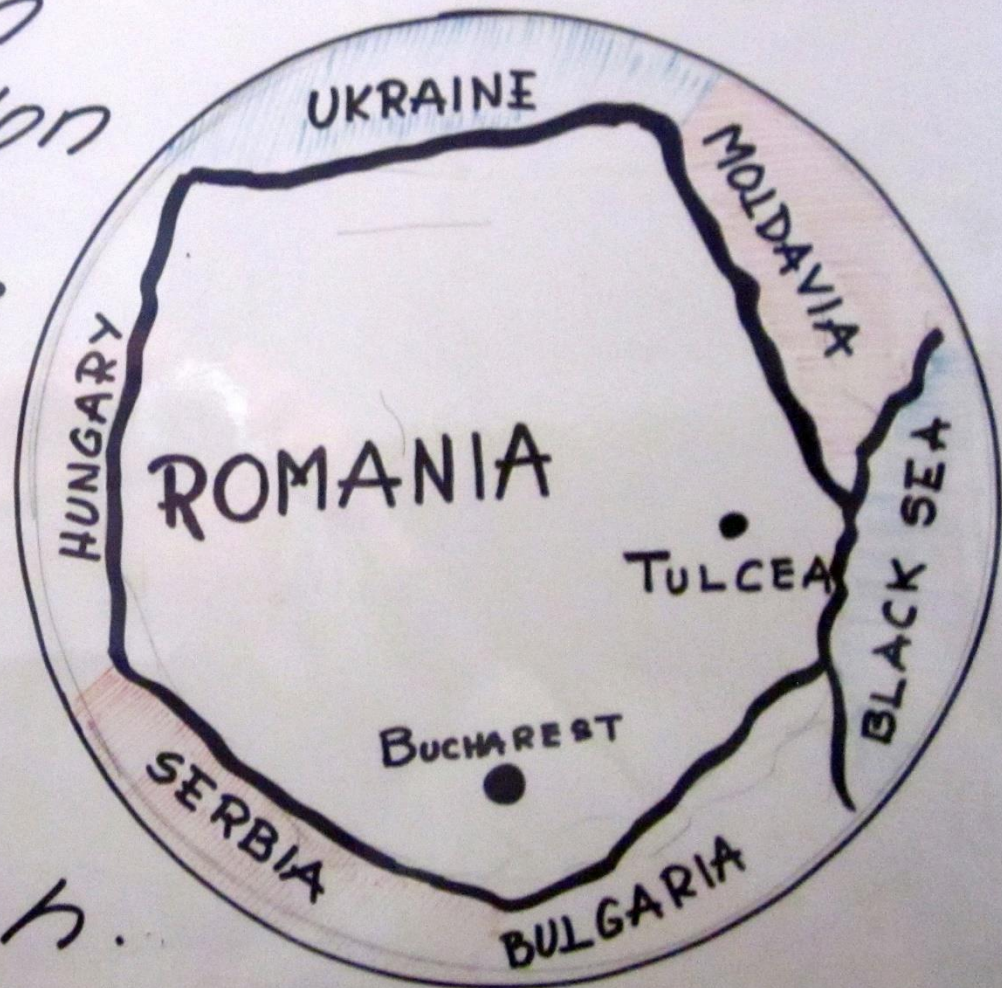 UKRAINE
MOLDAVIA
HUNGARY
ROMANIA
BLACK SEA
TULCEA
BUCHAREST
SERBIA
BULGARIA